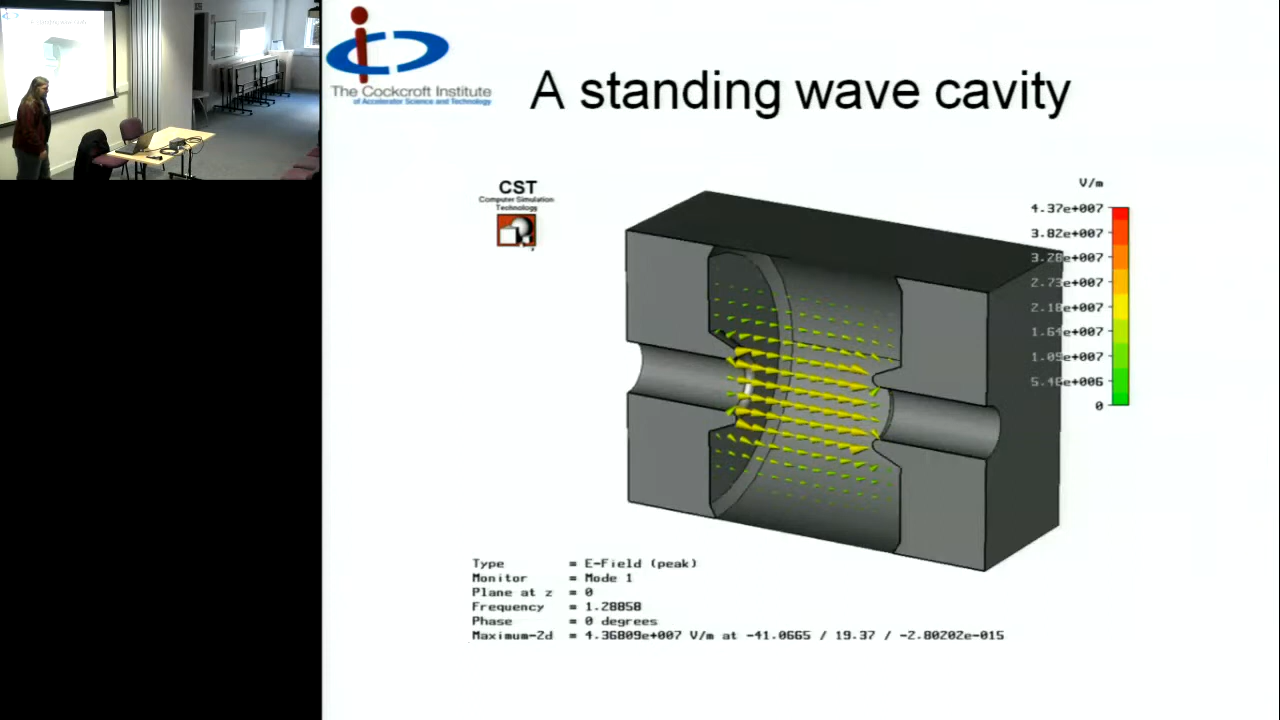 The Cockcroft Institute
of Accelerator Science and Technology
A standing wave cavity
CST
Computer Simulation
Technology
V/m
4.37e+007
3.82e+007
3.28e+007
2.73e+007
2.18e+007
1.64e+007
1.09e+007
5.46e+006
0
Type = E-Field (peak)
Monitor = Mode 1
Plane at z = 0
Frequency = 1.28858
Phase = 0 degrees
Maximum-2d = 4.36809e+007 V/m at -41.0665 / 19.37 / -2.80202e-015